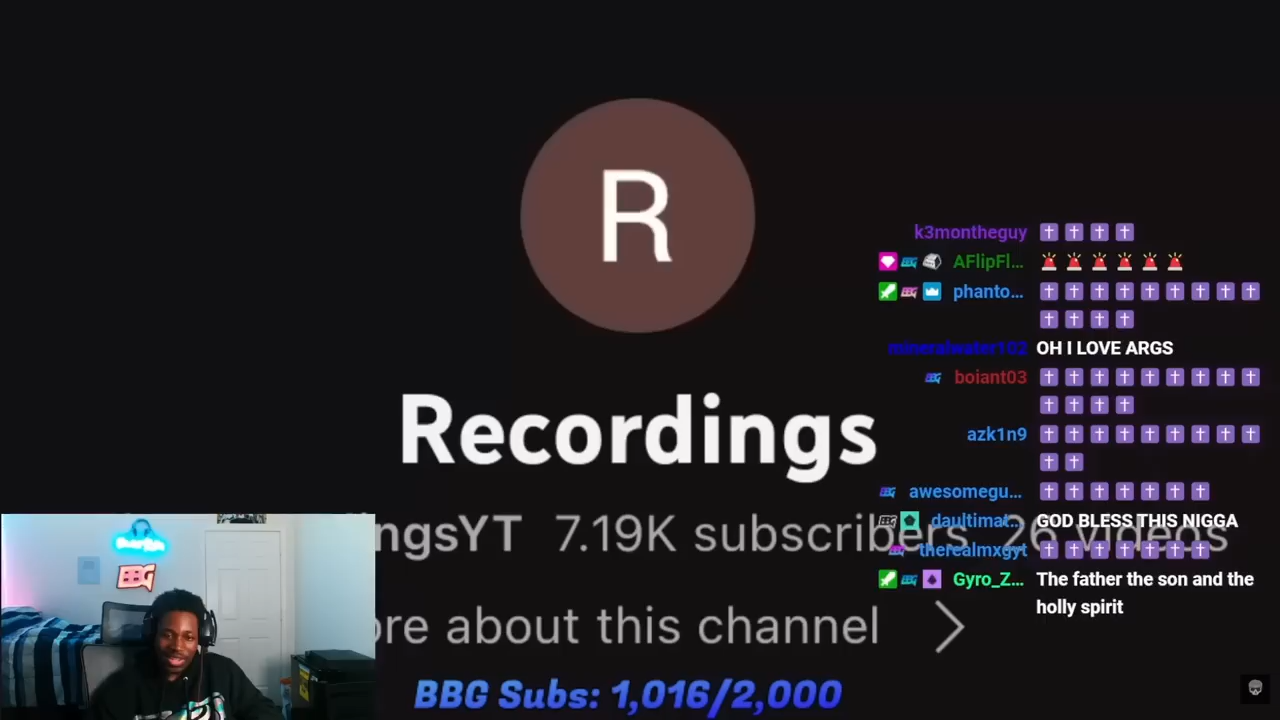 R
Recordings
ngsYT 7.19K subscribers 26 videos
ore about this channel
BBG Subs: 1,016/2,000
BBG
k3montheguy ✝️ ✝️ ✝️ ✝️
AFlipFl... 🚨 🚨 🚨 🚨 🚨 🚨
phanto... ✝️ ✝️ ✝️ ✝️ ✝️ ✝️ ✝️ ✝️ ✝️
✝️ ✝️ ✝️ ✝️
mineralwater102 OH I LOVE ARGS
boiant03 ✝️ ✝️ ✝️ ✝️ ✝️ ✝️ ✝️ ✝️ ✝️
✝️ ✝️ ✝️ ✝️
azk1n9 ✝️ ✝️ ✝️ ✝️ ✝️ ✝️ ✝️ ✝️ ✝️
✝️ ✝️
awesomegu... ✝️ ✝️ ✝️ ✝️ ✝️ ✝️ ✝️
daultimat... GOD BLESS THIS NIGGA
therealmxgyt ✝️ ✝️ ✝️ ✝️ ✝️ ✝️ ✝️
Gyro_Z... The father the son and the
holly spirit